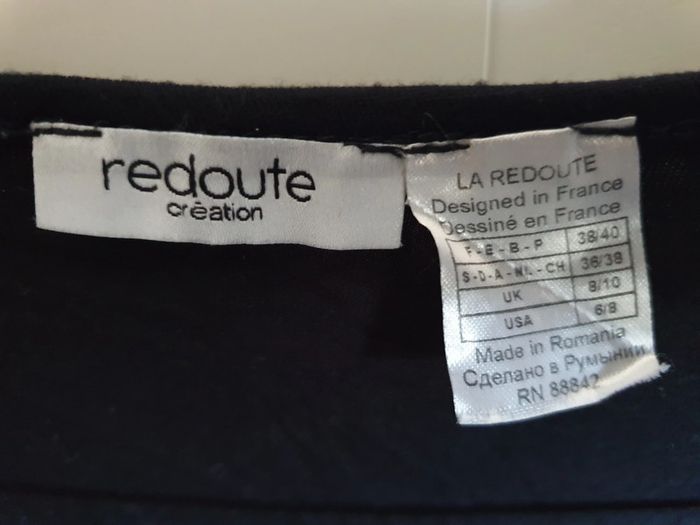 redoute
création
LA REDOUTE
Designed in France
Dessiné en France
F - E - B - P 38/40
S - D - A - NL - CH 36/38
UK 8/10
USA 6/8
Made in Romania
Сделано в Румынии
RN 88842